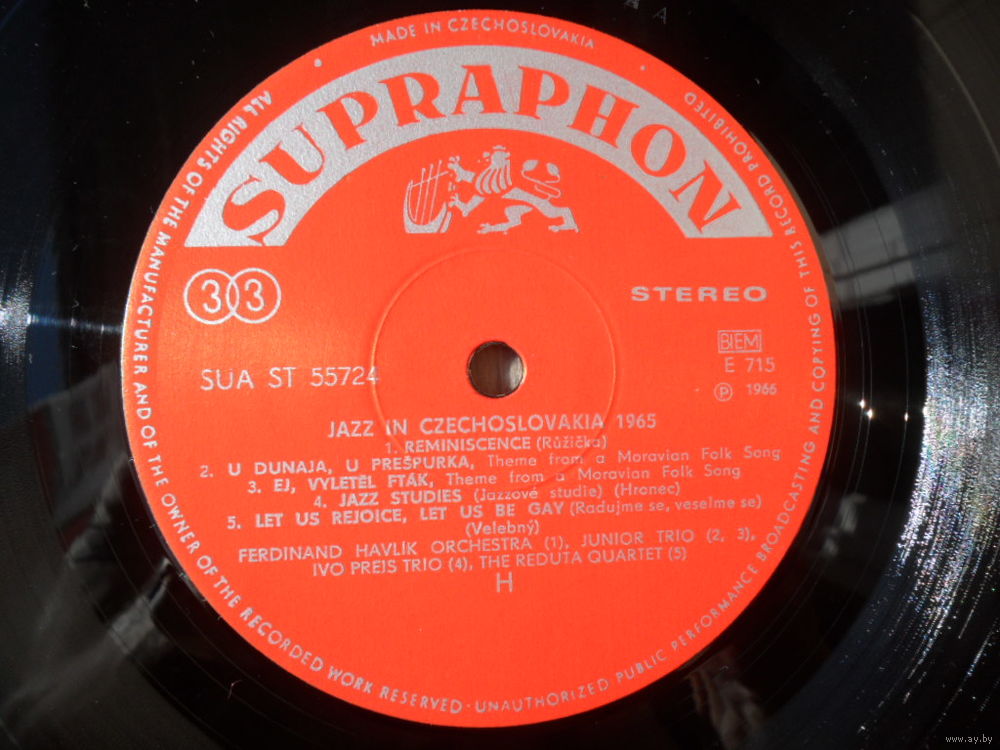 MADE IN CZECHOSLOVAKIA
SUPRAPHON
33
STEREO
BIEM
SUA ST 55724
E 715
Ⓟ 1966
JAZZ IN CZECHOSLOVAKIA 1965
1. REMINISCENCE (Růžička)
2. U DUNAJA, U PREŠPURKA, Theme from a Moravian Folk Song
3. EJ, VYLETĚL FTÁK, Theme from a Moravian Folk Song
4. JAZZ STUDIES (Jazzové studie) (Hronec)
5. LET US REJOICE, LET US BE GAY (Radujme se, veselme se)
(Velebný)
FERDINAND HAVLÍK ORCHESTRA (1), JUNIOR TRIO (2, 3),
IVO PREIS TRIO (4), THE REDUTA QUARTET (5)
H
ALL RIGHTS OF THE MANUFACTURER AND OF THE OWNER OF THE RECORDED WORK RESERVED · UNAUTHORIZED PUBLIC PERFORMANCE BROADCASTING AND COPYING OF THIS RECORD PROHIBITED
www.ay.by